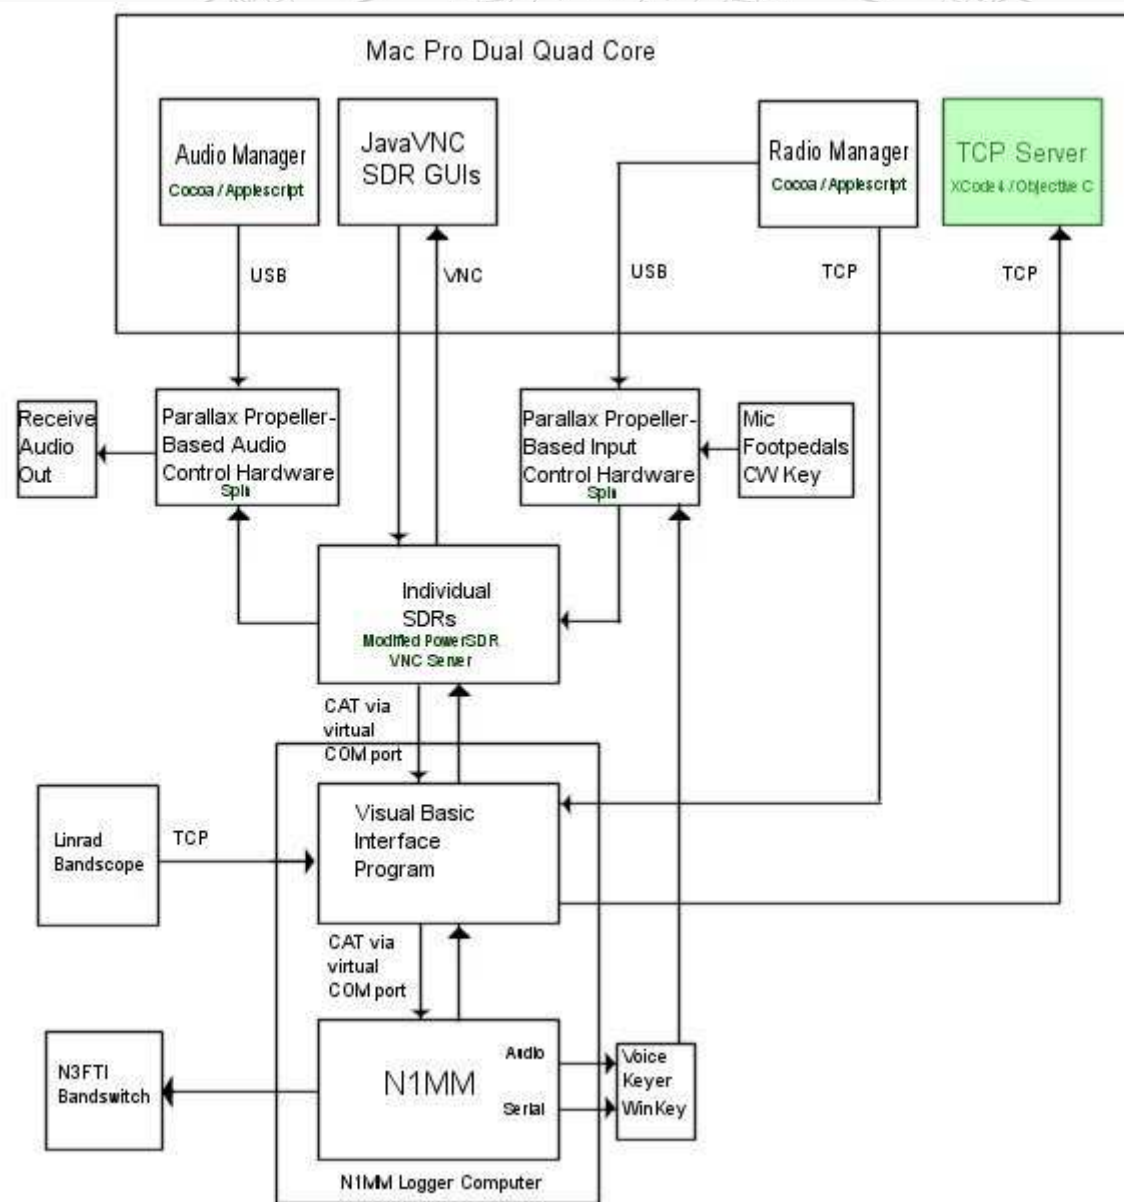 Mac Pro Dual Quad Core
Audio Manager
Cocoa / Applescript
JavaVNC
SDR GUIs
Radio Manager
Cocoa / Applescript
TCP Server
XCode4 / Objective C
USB
VNC
USB
TCP
TCP
Receive
Audio
Out
Parallax Propeller-
Based Audio
Control Hardware
Spin
Parallax Propeller-
Based Input
Control Hardware
Spin
Mic
Footpedals
CW Key
Individual
SDRs
Modified PowerSDR
VNC Server
CAT via
virtual
COM port
Linrad
Bandscope
TCP
Visual Basic
Interface
Program
CAT via
virtual
COM port
N3FTI
Bandswitch
N1MM
Audio
Serial
Voice
Keyer
WinKey
N1MM Logger Computer